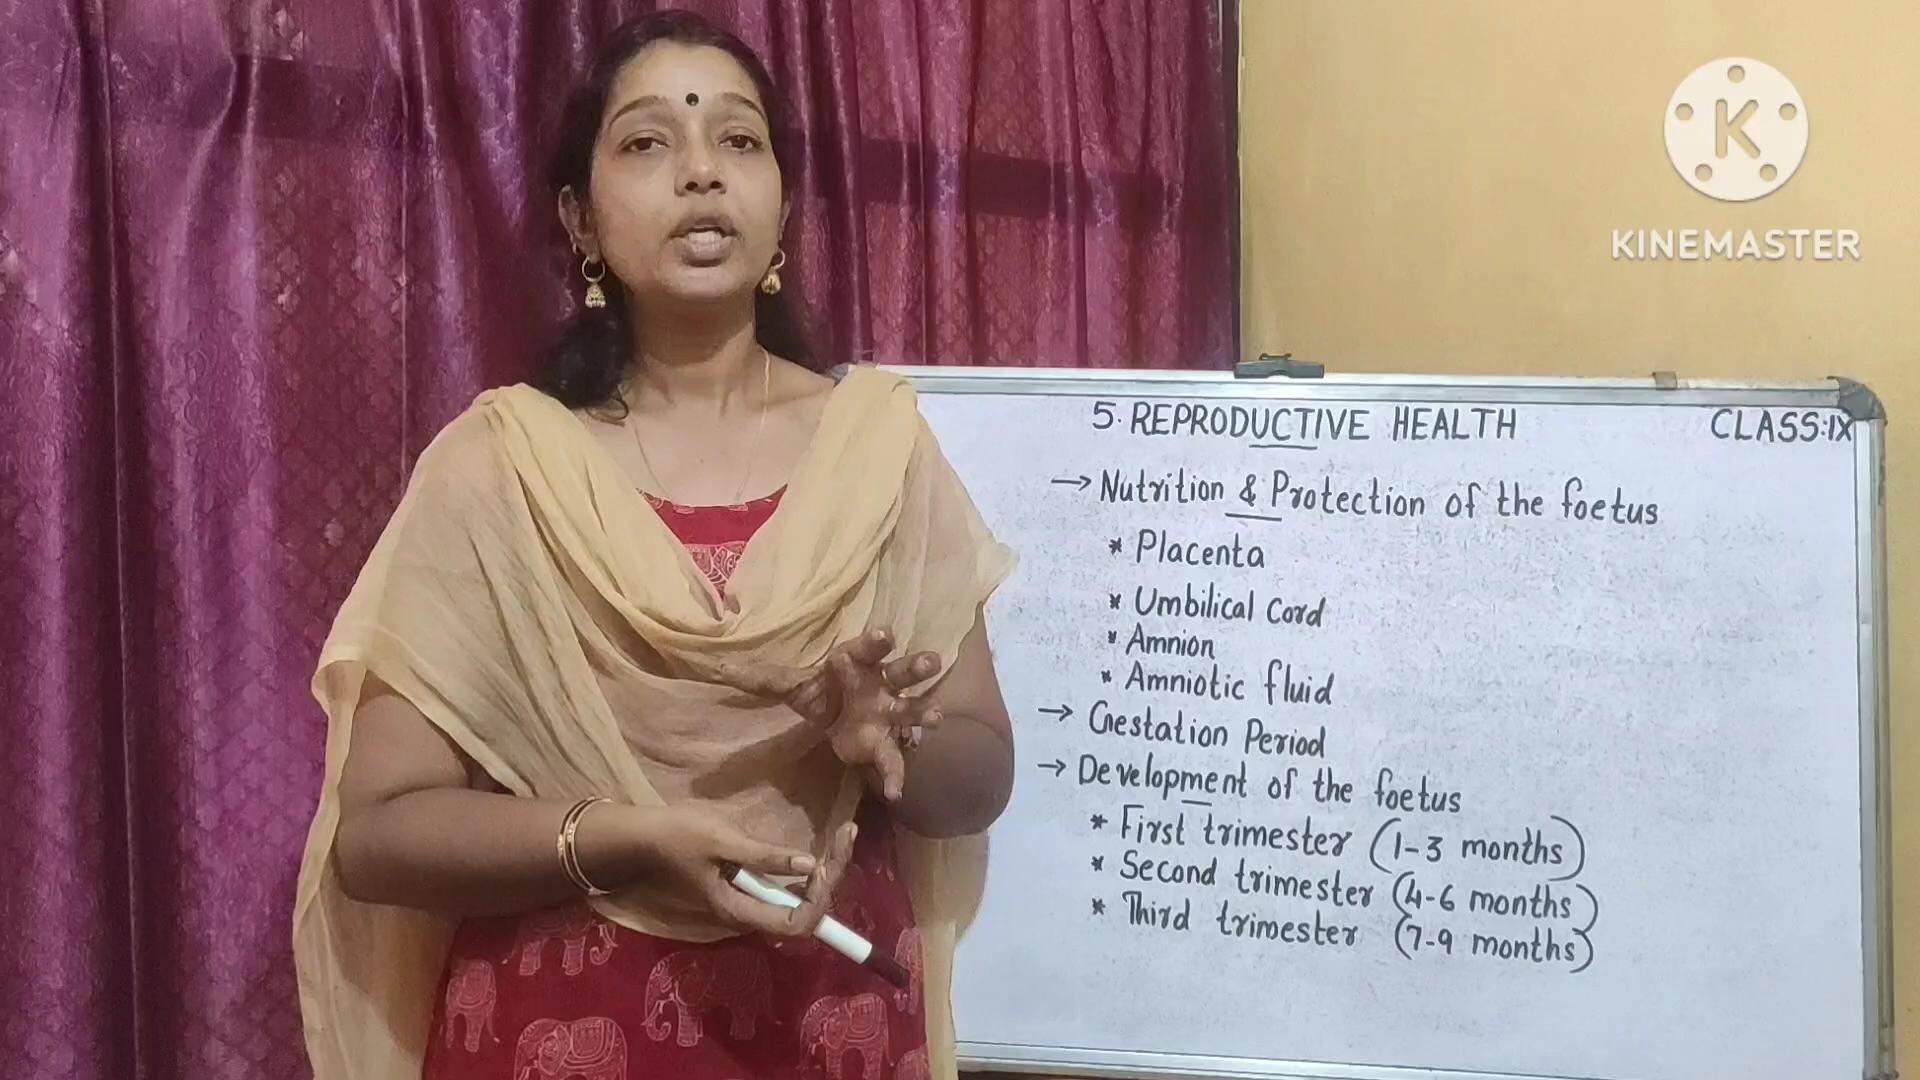 K
KINEMASTER
5. REPRODUCTIVE HEALTH CLASS:IX
→ Nutrition & Protection of the foetus
* Placenta
* Umbilical Cord
* Amnion
* Amniotic fluid
→ Gestation Period
→ Development of the foetus
* First trimester (1-3 months)
* Second trimester (4-6 months)
* Third trimester (7-9 months)